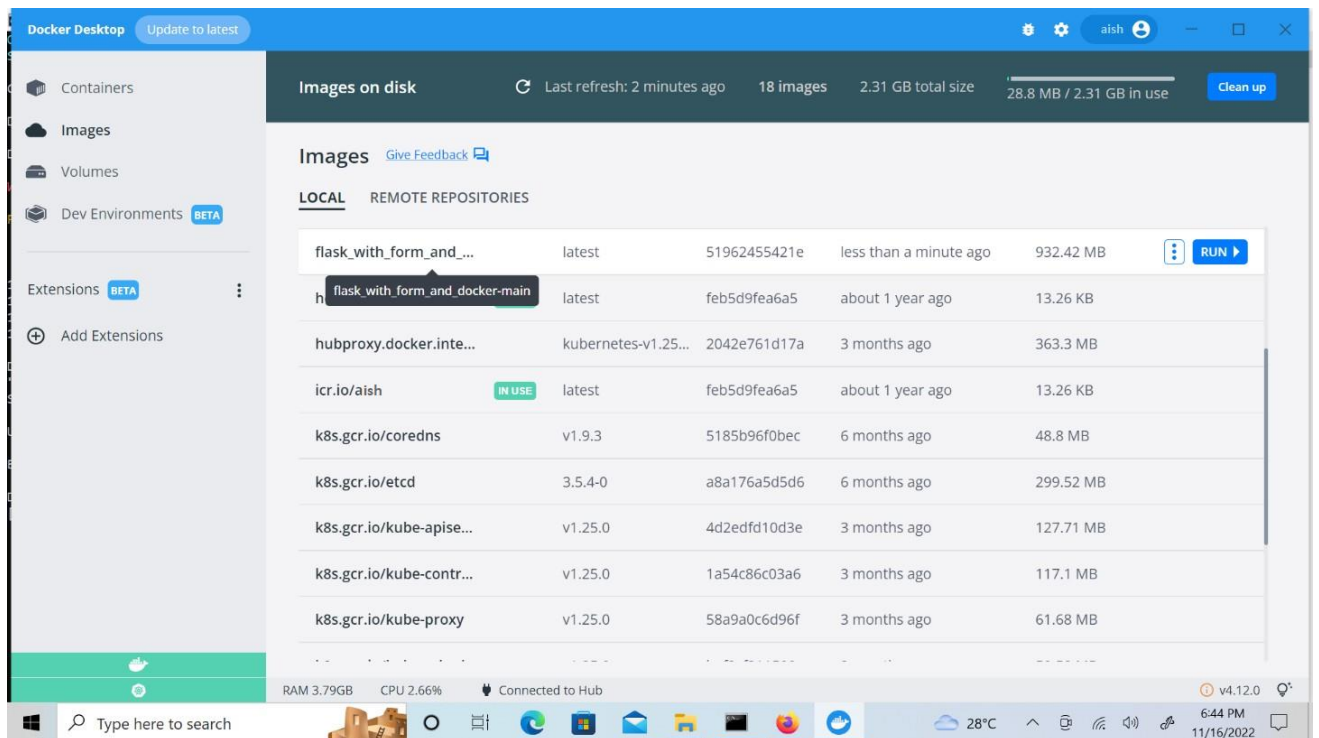 Docker Desktop Update to latest aish
Containers
Images
Volumes
Dev Environments BETA
Extensions BETA
Add Extensions
Images on disk Last refresh: 2 minutes ago 18 images 2.31 GB total size 28.8 MB / 2.31 GB in use Clean up
Images Give Feedback
LOCAL REMOTE REPOSITORIES
flask_with_form_and_... latest 51962455421e less than a minute ago 932.42 MB RUN
flask_with_form_and_docker-main
h latest feb5d9fea6a5 about 1 year ago 13.26 KB
hubproxy.docker.inte... kubernetes-v1.25... 2042e761d17a 3 months ago 363.3 MB
icr.io/aish IN USE latest feb5d9fea6a5 about 1 year ago 13.26 KB
k8s.gcr.io/coredns v1.9.3 5185b96f0bec 6 months ago 48.8 MB
k8s.gcr.io/etcd 3.5.4-0 a8a176a5d5d6 6 months ago 299.52 MB
k8s.gcr.io/kube-apise... v1.25.0 4d2edfd10d3e 3 months ago 127.71 MB
k8s.gcr.io/kube-contr... v1.25.0 1a54c86c03a6 3 months ago 117.1 MB
k8s.gcr.io/kube-proxy v1.25.0 58a9a0c6d96f 3 months ago 61.68 MB
RAM 3.79GB CPU 2.66% Connected to Hub v4.12.0
Type here to search 28°C 6:44 PM
11/16/2022